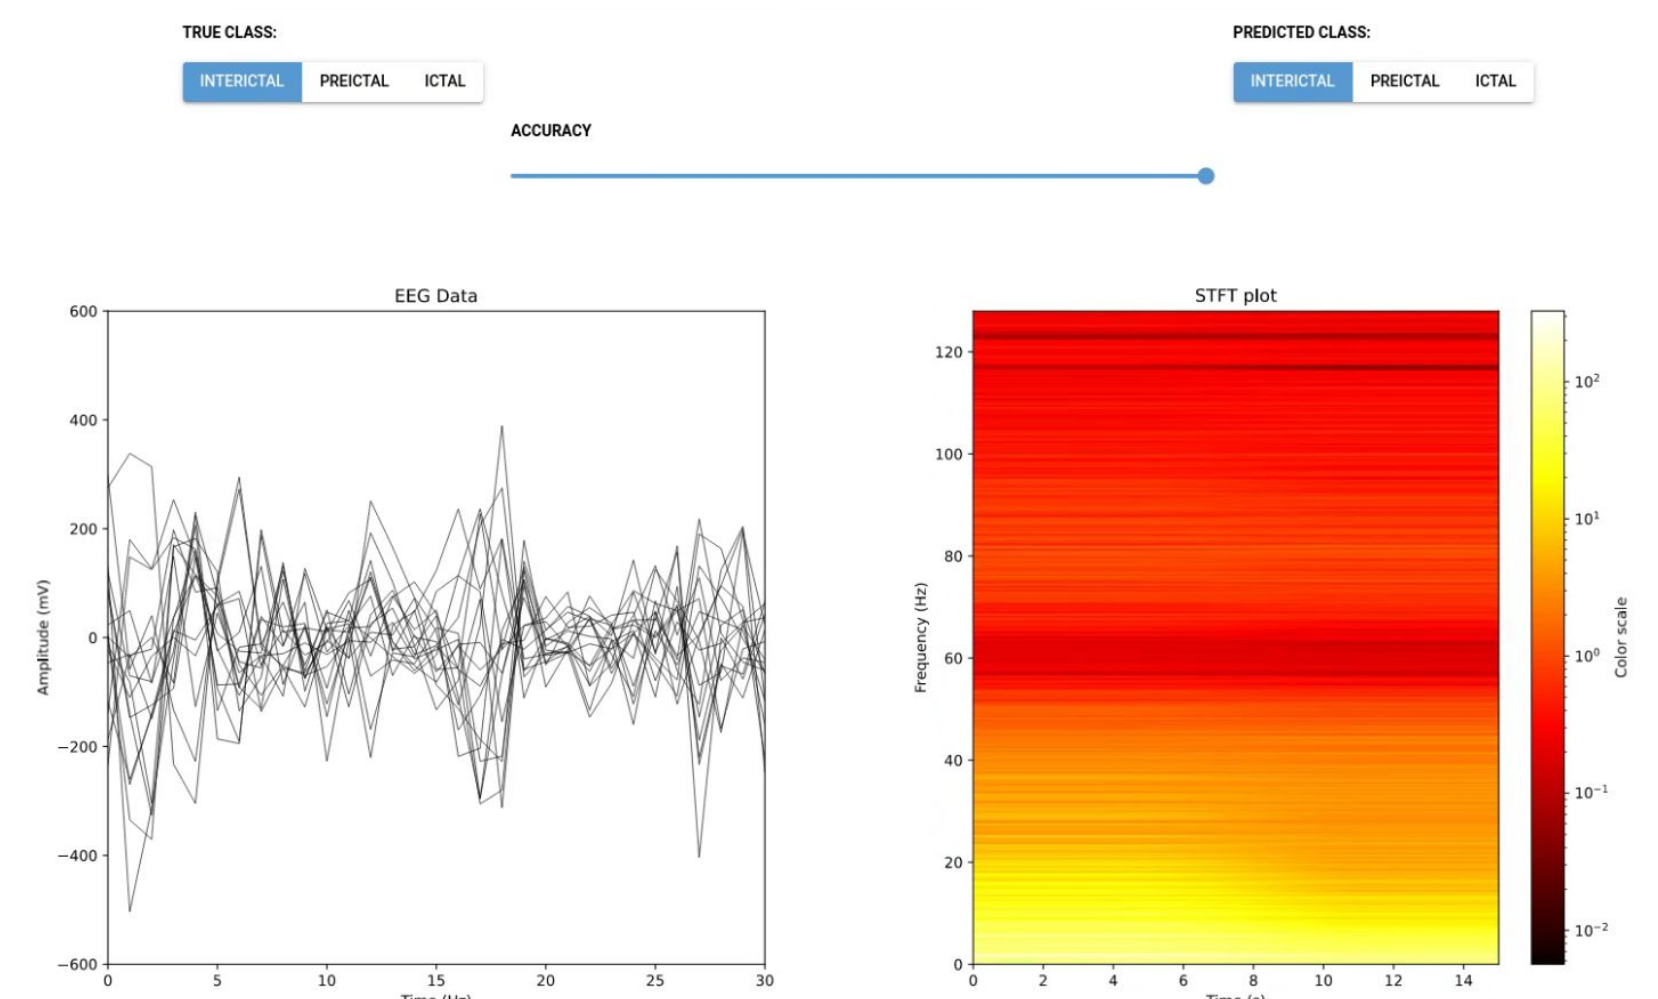 TRUE CLASS:
PREDICTED CLASS:
INTERICTAL PREICTAL ICTAL
INTERICTAL PREICTAL ICTAL
ACCURACY
EEG Data
600
400
200
0
−200
−400
−600
Amplitude (mV)
0 5 10 15 20 25 30
Time (Hz)
STFT plot
120
100
80
60
40
20
0
Frequency (Hz)
0 2 4 6 8 10 12 14
Time (s)
10²
10¹
10⁰
10⁻¹
10⁻²
Color scale